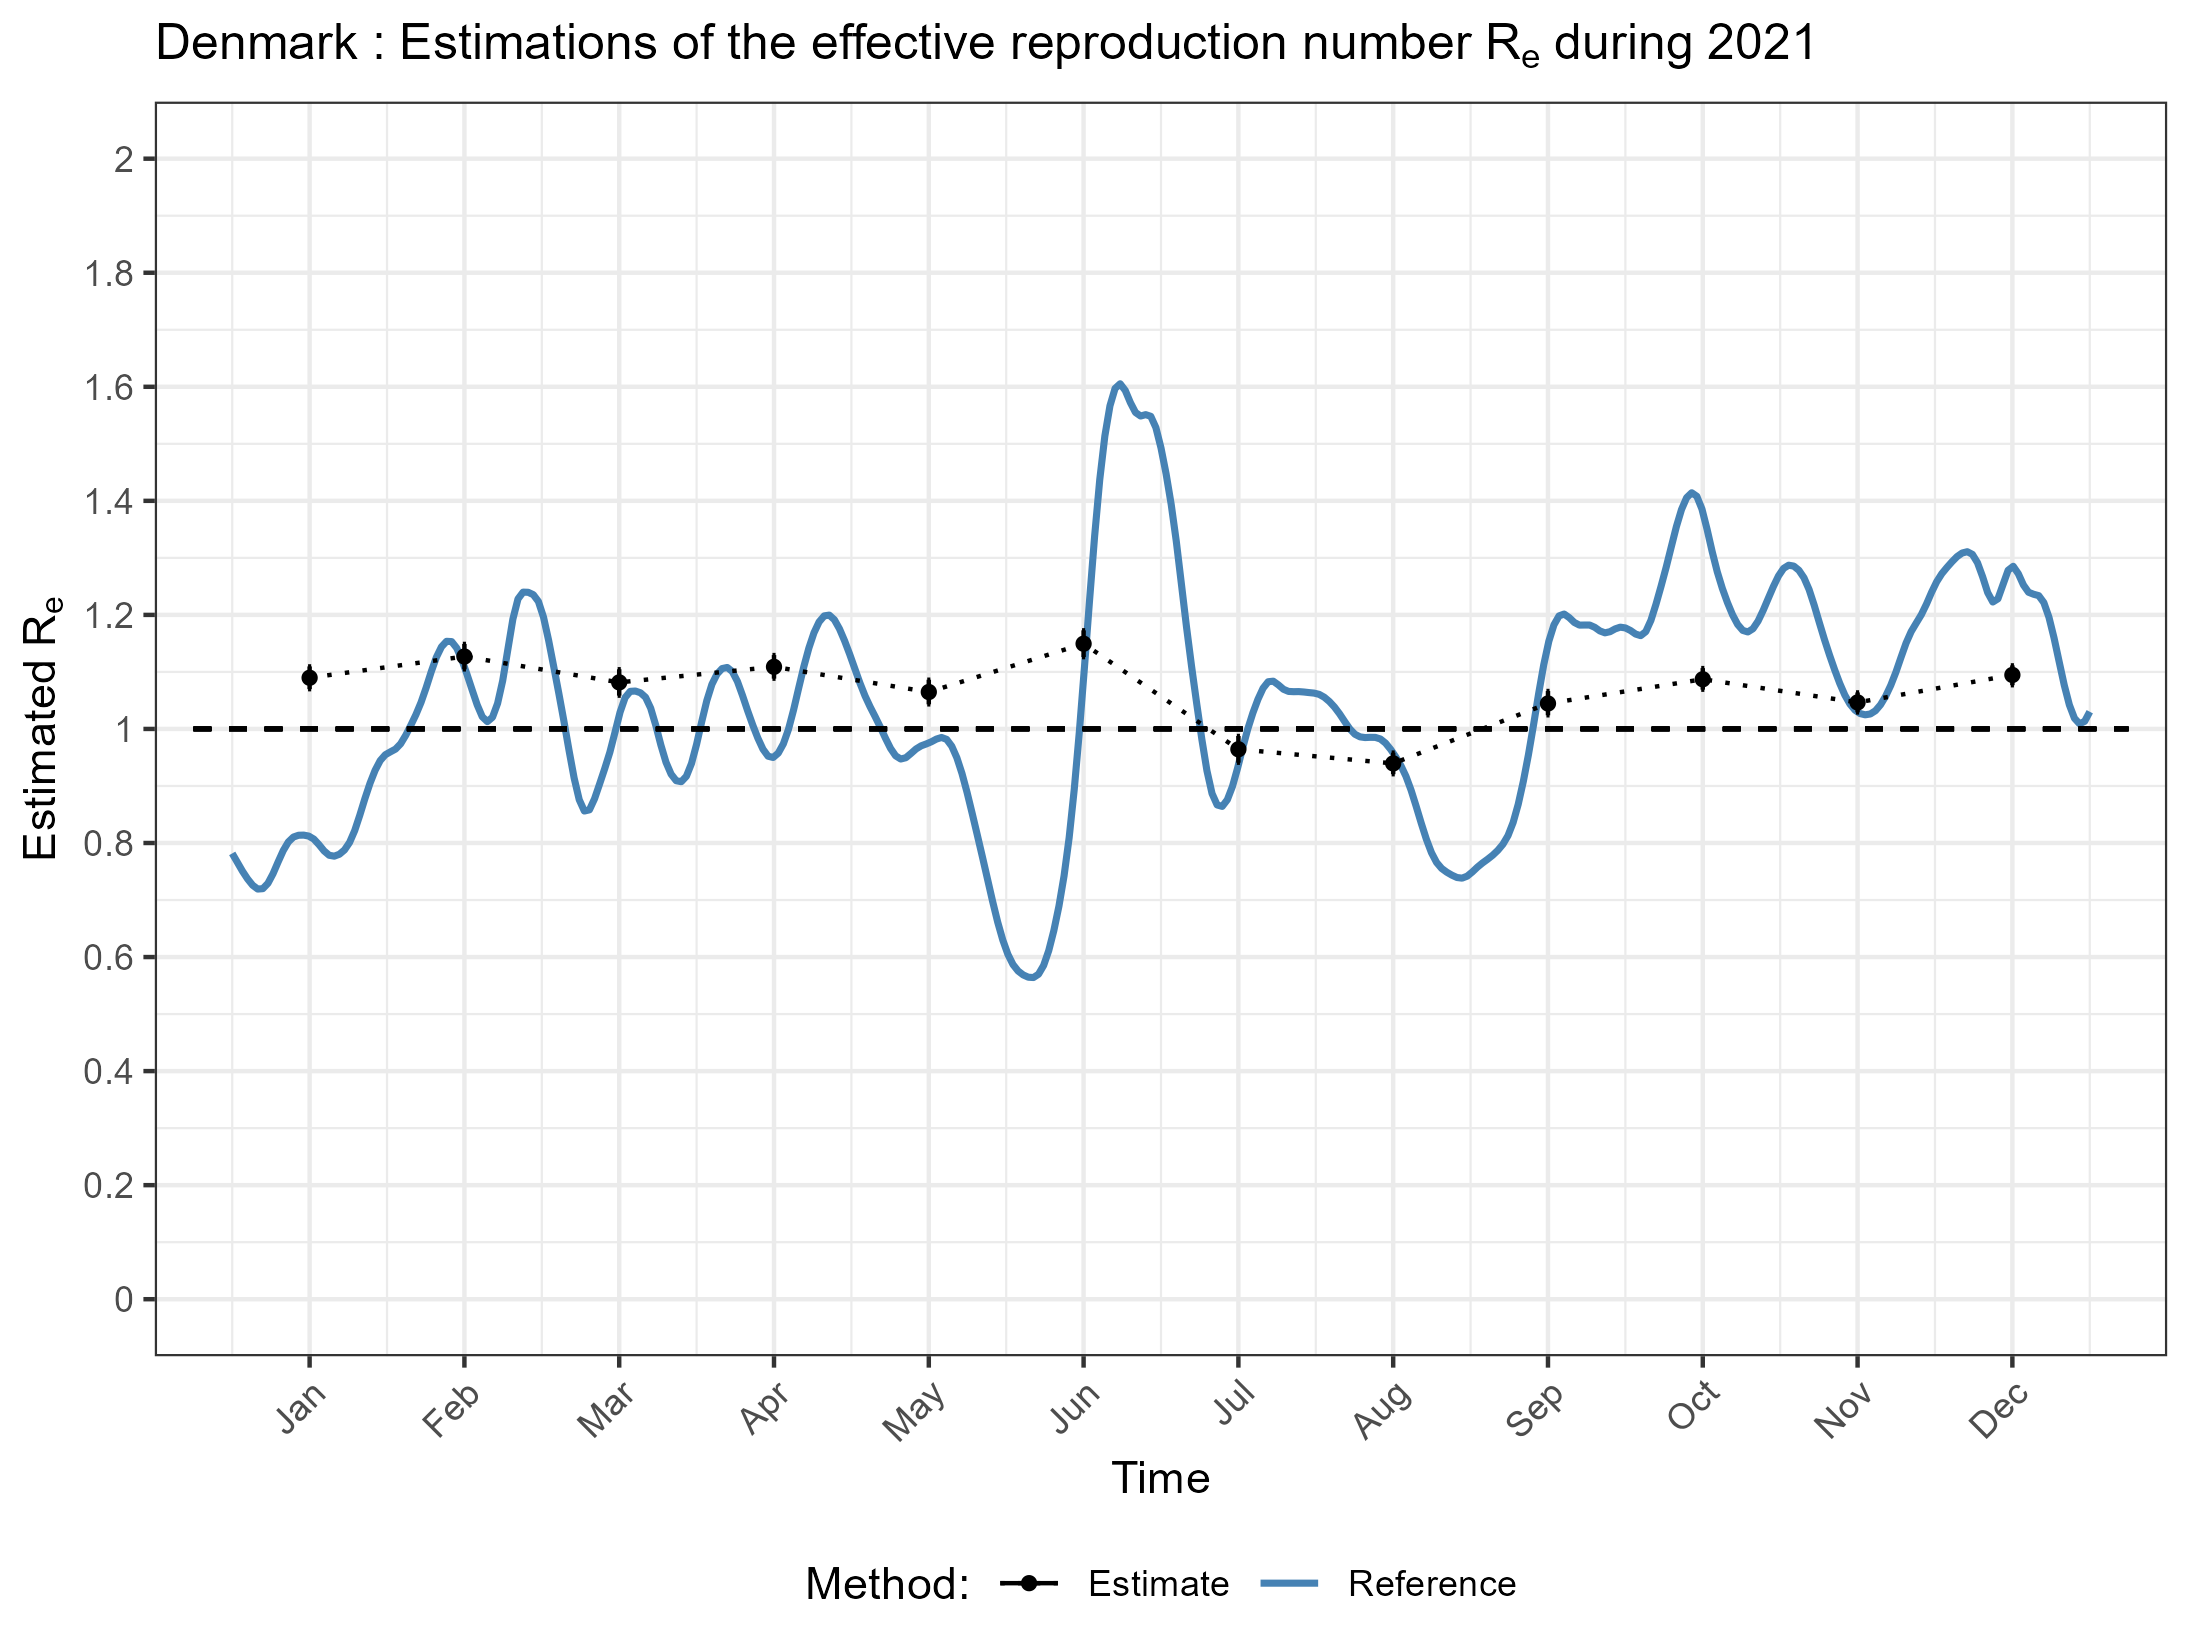 Denmark : Estimations of the effective reproduction number Re during 2021
Estimated Re
2
1.8
1.6
1.4
1.2
1
0.8
0.6
0.4
0.2
0
Jan Feb Mar Apr May Jun Jul Aug Sep Oct Nov Dec
Time
Method: Estimate Reference